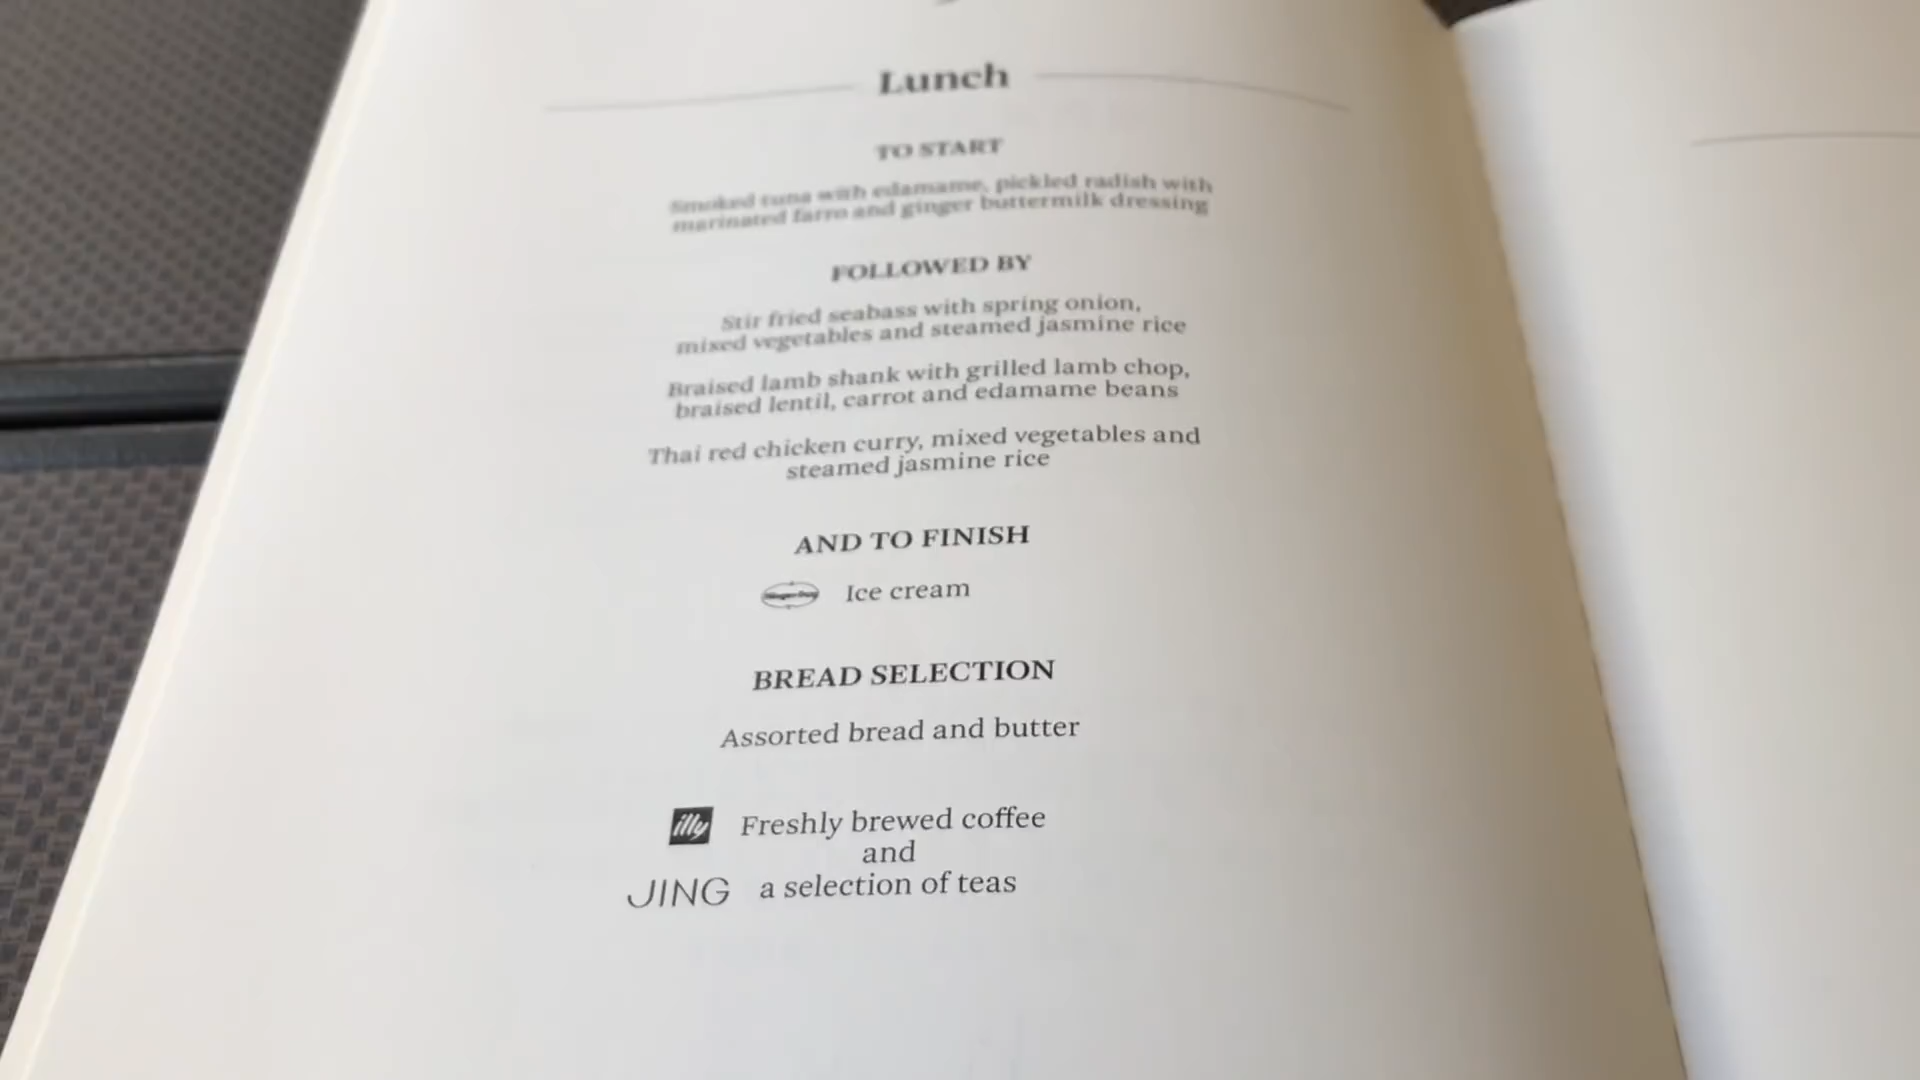 Lunch
TO START
Smoked tuna with edamame, pickled radish with
marinated farro and ginger buttermilk dressing
FOLLOWED BY
Stir fried seabass with spring onion,
mixed vegetables and steamed jasmine rice
Braised lamb shank with grilled lamb chop,
braised lentil, carrot and edamame beans
Thai red chicken curry, mixed vegetables and
steamed jasmine rice
AND TO FINISH
Häagen-Dazs Ice cream
BREAD SELECTION
Assorted bread and butter
illy Freshly brewed coffee
and
JING a selection of teas